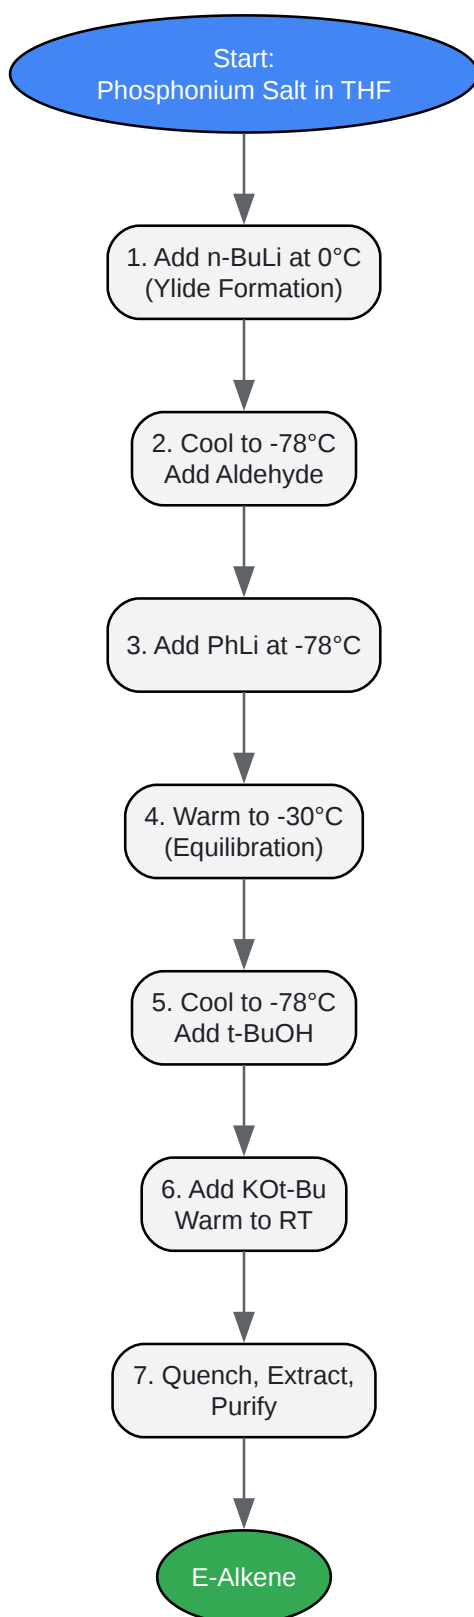 Start:
Phosphonium Salt in THF
1. Add n-BuLi at 0°C
(Ylide Formation)
2. Cool to -78°C
Add Aldehyde
3. Add PhLi at -78°C
4. Warm to -30°C
(Equilibration)
5. Cool to -78°C
Add t-BuOH
6. Add KOt-Bu
Warm to RT
7. Quench, Extract,
Purify
E-Alkene